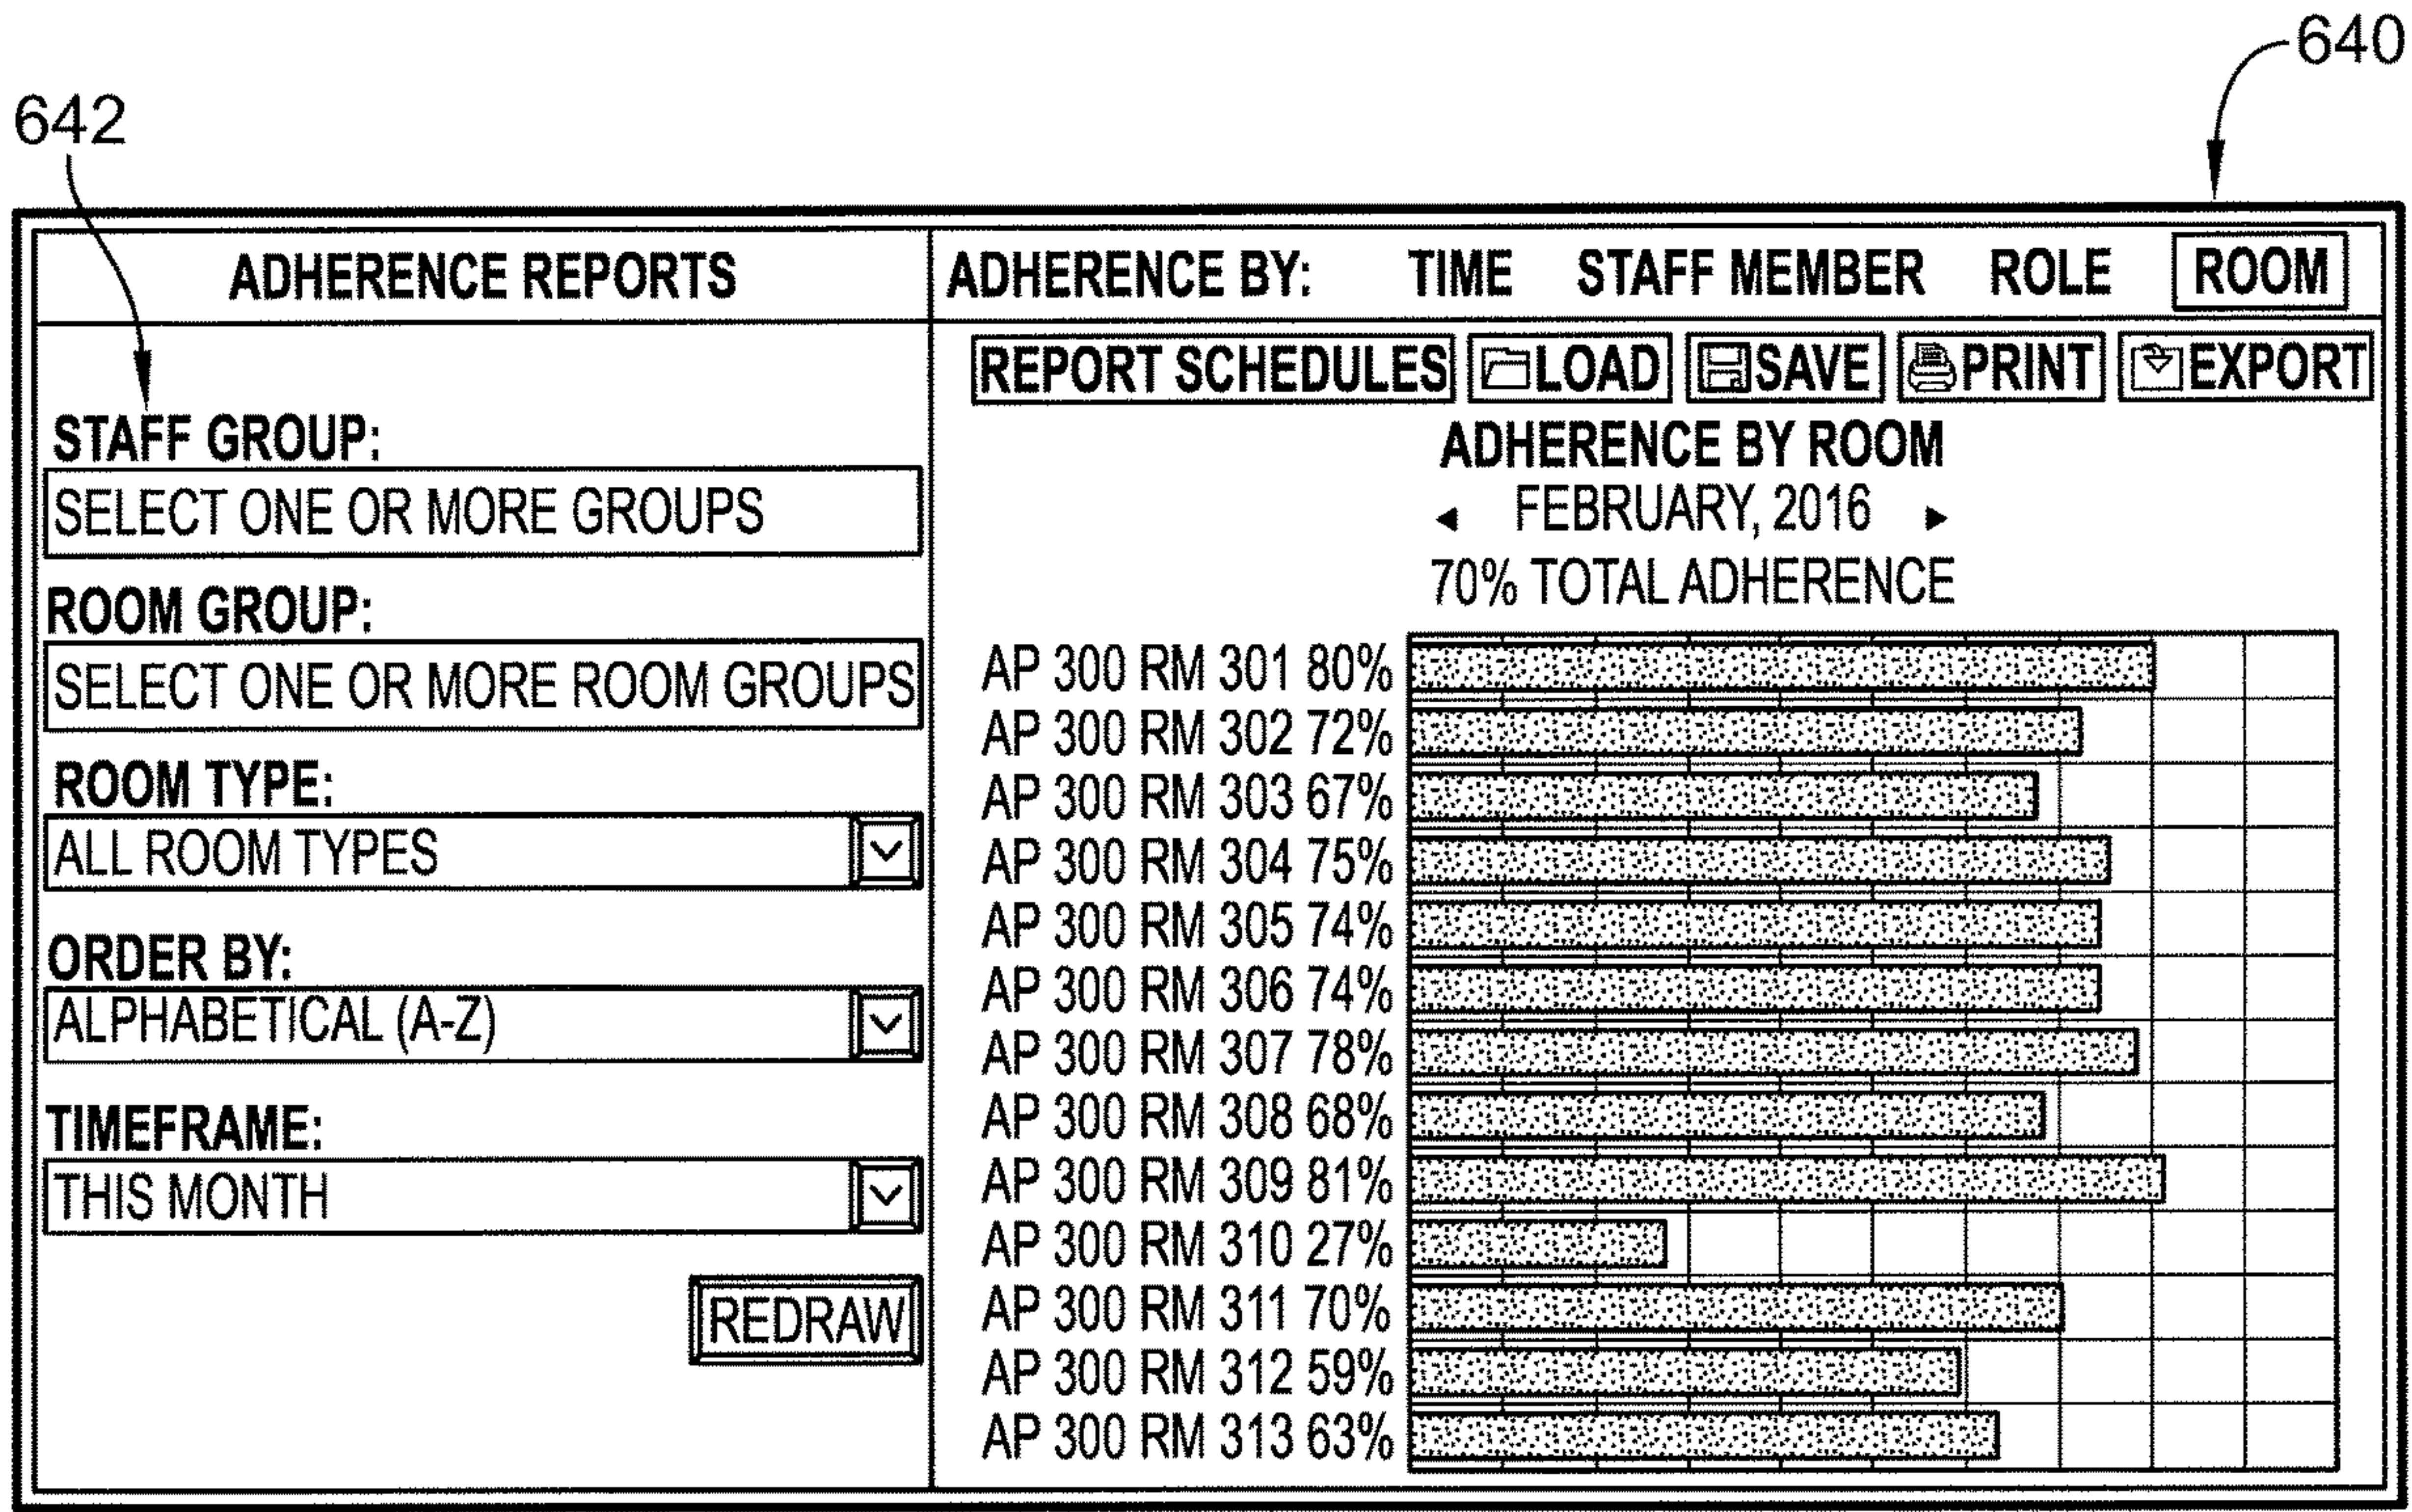 640
642
ADHERENCE REPORTS
ADHERENCE BY: TIME STAFF MEMBER ROLE ROOM
REPORT SCHEDULES LOAD SAVE PRINT EXPORT
STAFF GROUP:
SELECT ONE OR MORE GROUPS
ROOM GROUP:
SELECT ONE OR MORE ROOM GROUPS
ROOM TYPE:
ALL ROOM TYPES
ORDER BY:
ALPHABETICAL (A-Z)
TIMEFRAME:
THIS MONTH
REDRAW
ADHERENCE BY ROOM
FEBRUARY, 2016
70% TOTAL ADHERENCE
AP 300 RM 301 80%
AP 300 RM 302 72%
AP 300 RM 303 67%
AP 300 RM 304 75%
AP 300 RM 305 74%
AP 300 RM 306 74%
AP 300 RM 307 78%
AP 300 RM 308 68%
AP 300 RM 309 81%
AP 300 RM 310 27%
AP 300 RM 311 70%
AP 300 RM 312 59%
AP 300 RM 313 63%